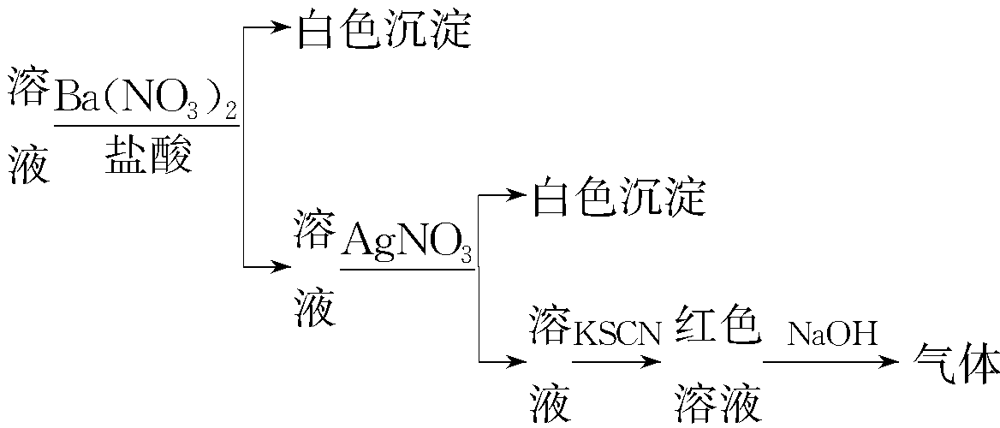 白色沉淀
溶液
Ba(NO₃)₂
盐酸
白色沉淀
溶液
AgNO₃
溶液
KSCN
红色溶液
NaOH
气体